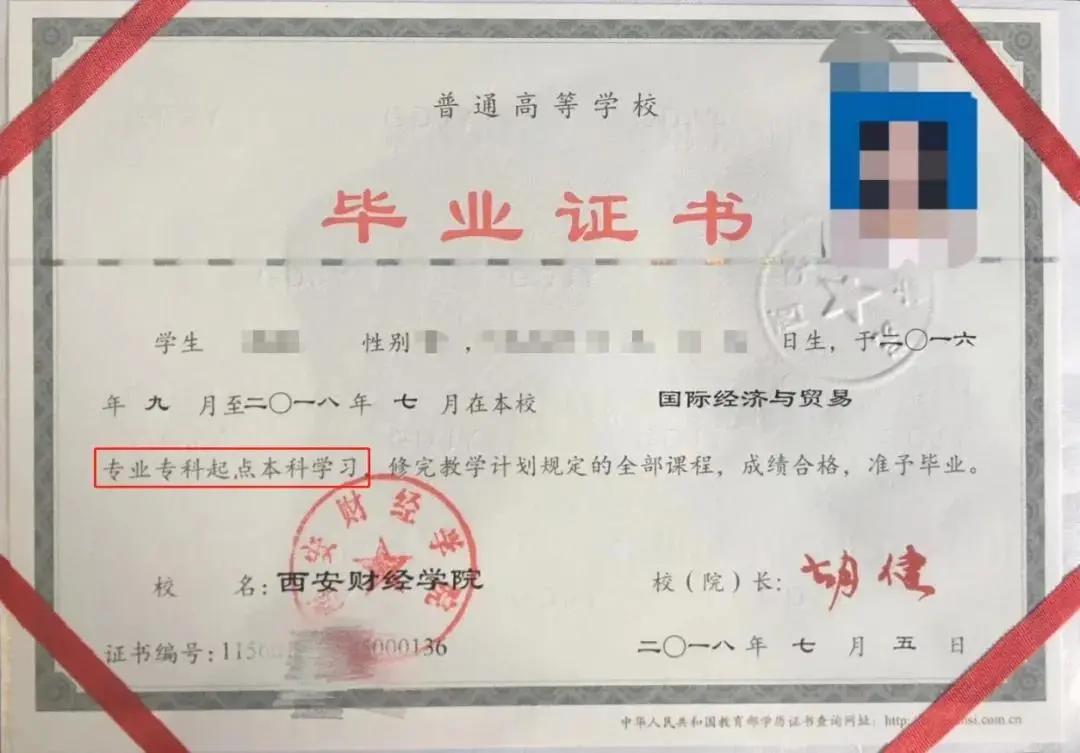 普通高等学校
毕业证书
学生 性别 , 日生，于二〇一六
年 九 月至二〇一八年 七 月在本校 国际经济与贸易
专业专科起点本科学习，修完教学计划规定的全部课程，成绩合格，准予毕业。
校 名：西安财经学院 校（院）长：胡健
证书编号：115 000136 二〇一八年 七 月 五 日
中华人民共和国教育部学历证书查询网址：http: si.com.cn